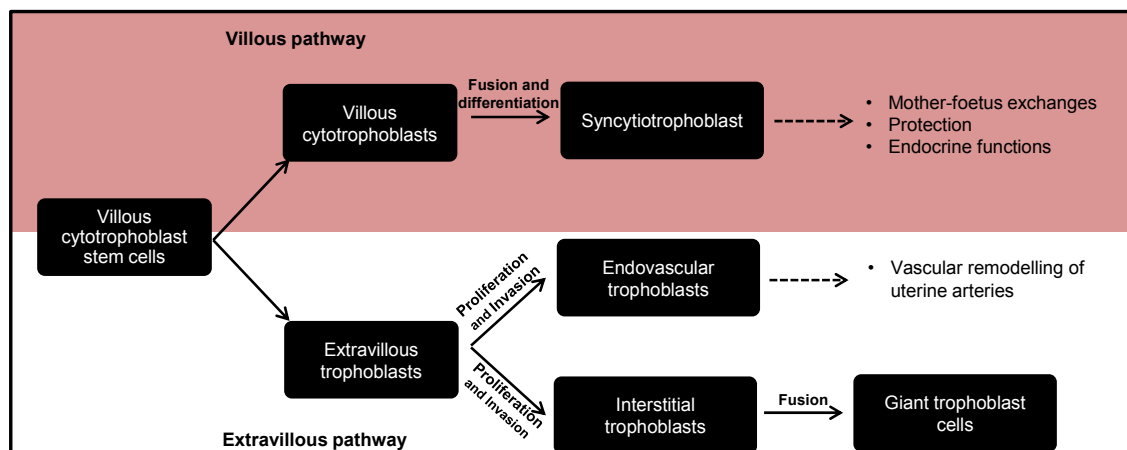 Villous pathway
Fusion and
differentiation
Villous
cytotrophoblasts
Syncytiotrophoblast
• Mother-foetus exchanges
• Protection
• Endocrine functions
Villous
cytotrophoblast
stem cells
Proliferation
and Invasion
Endovascular
trophoblasts
• Vascular remodelling of
uterine arteries
Extravillous
trophoblasts
Proliferation
and Invasion
Interstitial
trophoblasts
Fusion
Giant trophoblast
cells
Extravillous pathway